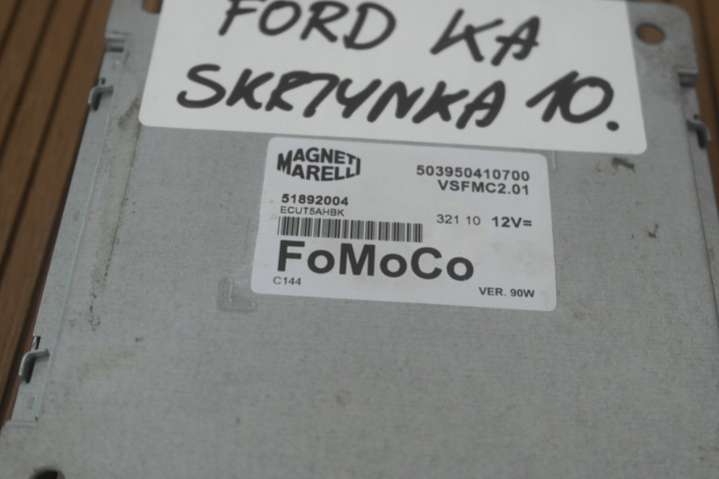 FORD KA
SKRZYNKA 10.
MAGNETI MARELLI
503950410700
VSFMC2.01
51892004
ECUT5AHBK
321 10 12V=
FoMoCo
C144
VER. 90W